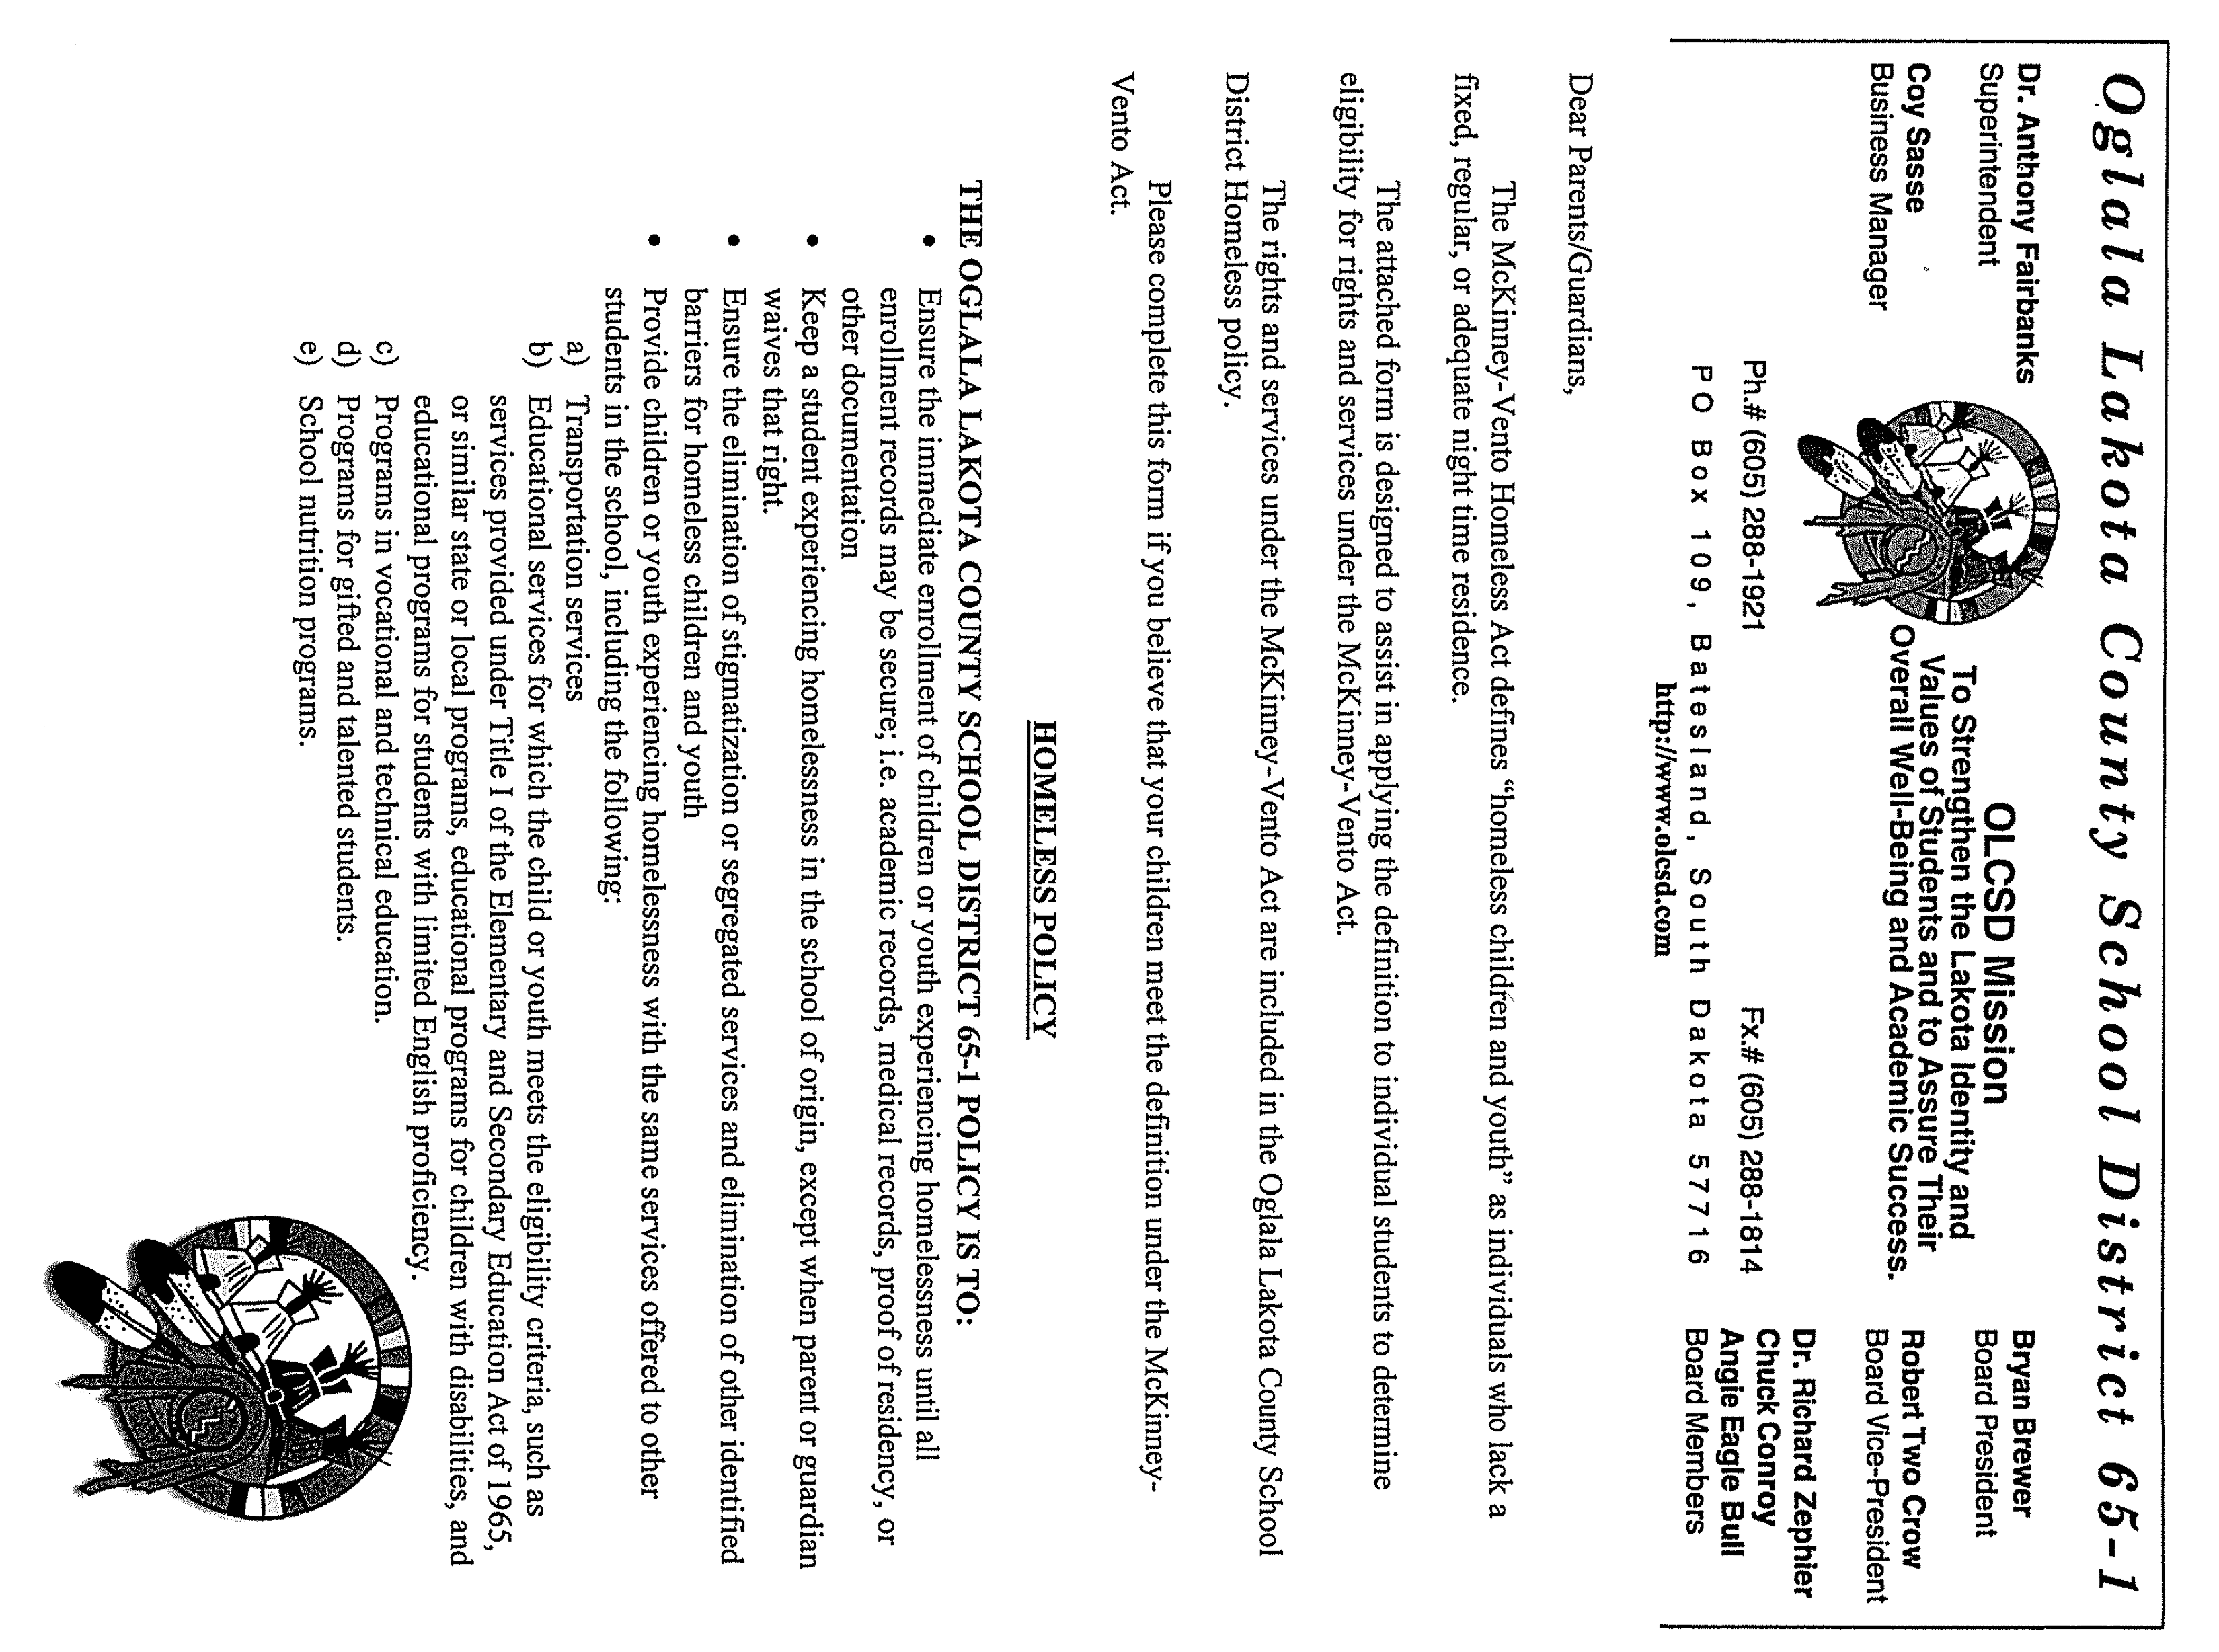 Oglala Lakota County School District 65-1
Dr. Anthony Fairbanks
Superintendent
Coy Sasse
Business Manager
OLCSD Mission
To Strengthen the Lakota Identity and
Values of Students and to Assure Their
Overall Well-Being and Academic Success.
Bryan Brewer
Board President
Robert Two Crow
Board Vice-President
Dr. Richard Zephier
Chuck Conroy
Angie Eagle Bull
Board Members
Ph.# (605) 288-1921
Fx.# (605) 288-1814
PO Box 109, Batesland, South Dakota 57716
http://www.olcsd.com
Dear Parents/Guardians,
The McKinney-Vento Homeless Act defines “homeless children and youth” as individuals who lack a
fixed, regular, or adequate night time residence.
The attached form is designed to assist in applying the definition to individual students to determine
eligibility for rights and services under the McKinney-Vento Act.
The rights and services under the McKinney-Vento Act are included in the Oglala Lakota County School
District Homeless policy.
Please complete this form if you believe that your children meet the definition under the McKinney-
Vento Act.
HOMELESS POLICY
THE OGLALA LAKOTA COUNTY SCHOOL DISTRICT 65-1 POLICY IS TO:
• Ensure the immediate enrollment of children or youth experiencing homelessness until all
enrollment records may be secure; i.e. academic records, medical records, proof of residency, or
other documentation
• Keep a student experiencing homelessness in the school of origin, except when parent or guardian
waives that right.
• Ensure the elimination of stigmatization or segregated services and elimination of other identified
barriers for homeless children and youth
• Provide children or youth experiencing homelessness with the same services offered to other
students in the school, including the following:
a) Transportation services
b) Educational services for which the child or youth meets the eligibility criteria, such as
services provided under Title I of the Elementary and Secondary Education Act of 1965,
or similar state or local programs, educational programs for children with disabilities, and
educational programs for students with limited English proficiency.
c) Programs in vocational and technical education.
d) Programs for gifted and talented students.
e) School nutrition programs.